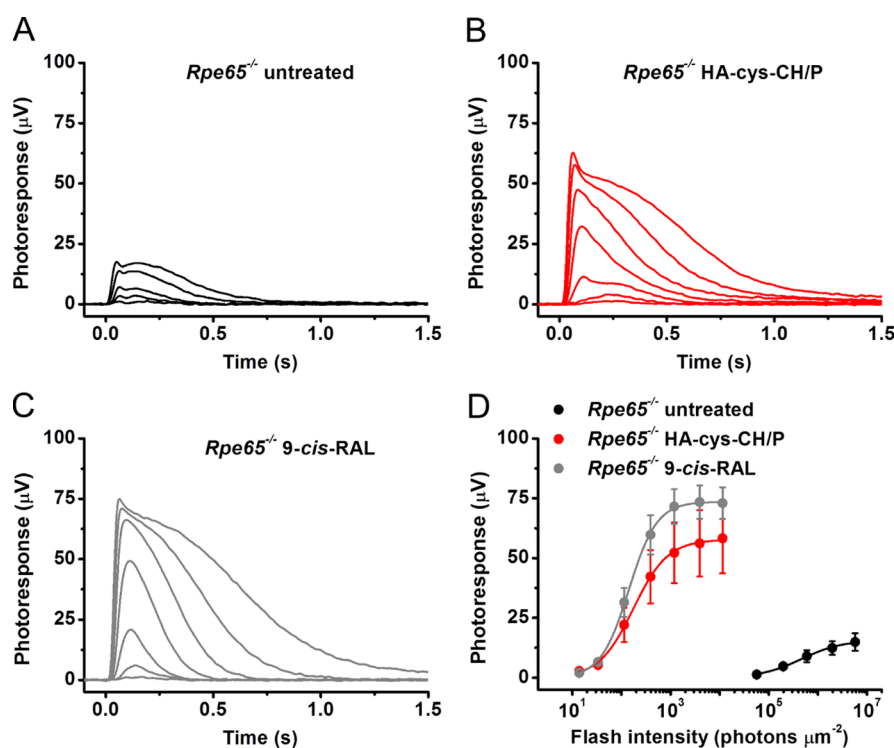 A
Rpe65-/- untreated
Photoresponse (μV)
100
75
50
25
0
0.0 0.5 1.0 1.5
Time (s)
B
Rpe65-/- HA-cys-CH/P
Photoresponse (μV)
100
75
50
25
0
0.0 0.5 1.0 1.5
Time (s)
C
Rpe65-/- 9-cis-RAL
Photoresponse (μV)
100
75
50
25
0
0.0 0.5 1.0 1.5
Time (s)
D
Rpe65-/- untreated
Rpe65-/- HA-cys-CH/P
Rpe65-/- 9-cis-RAL
Photoresponse (μV)
100
75
50
25
0
10¹ 10² 10³ 10⁴ 10⁵ 10⁶ 10⁷
Flash intensity (photons μm⁻²)